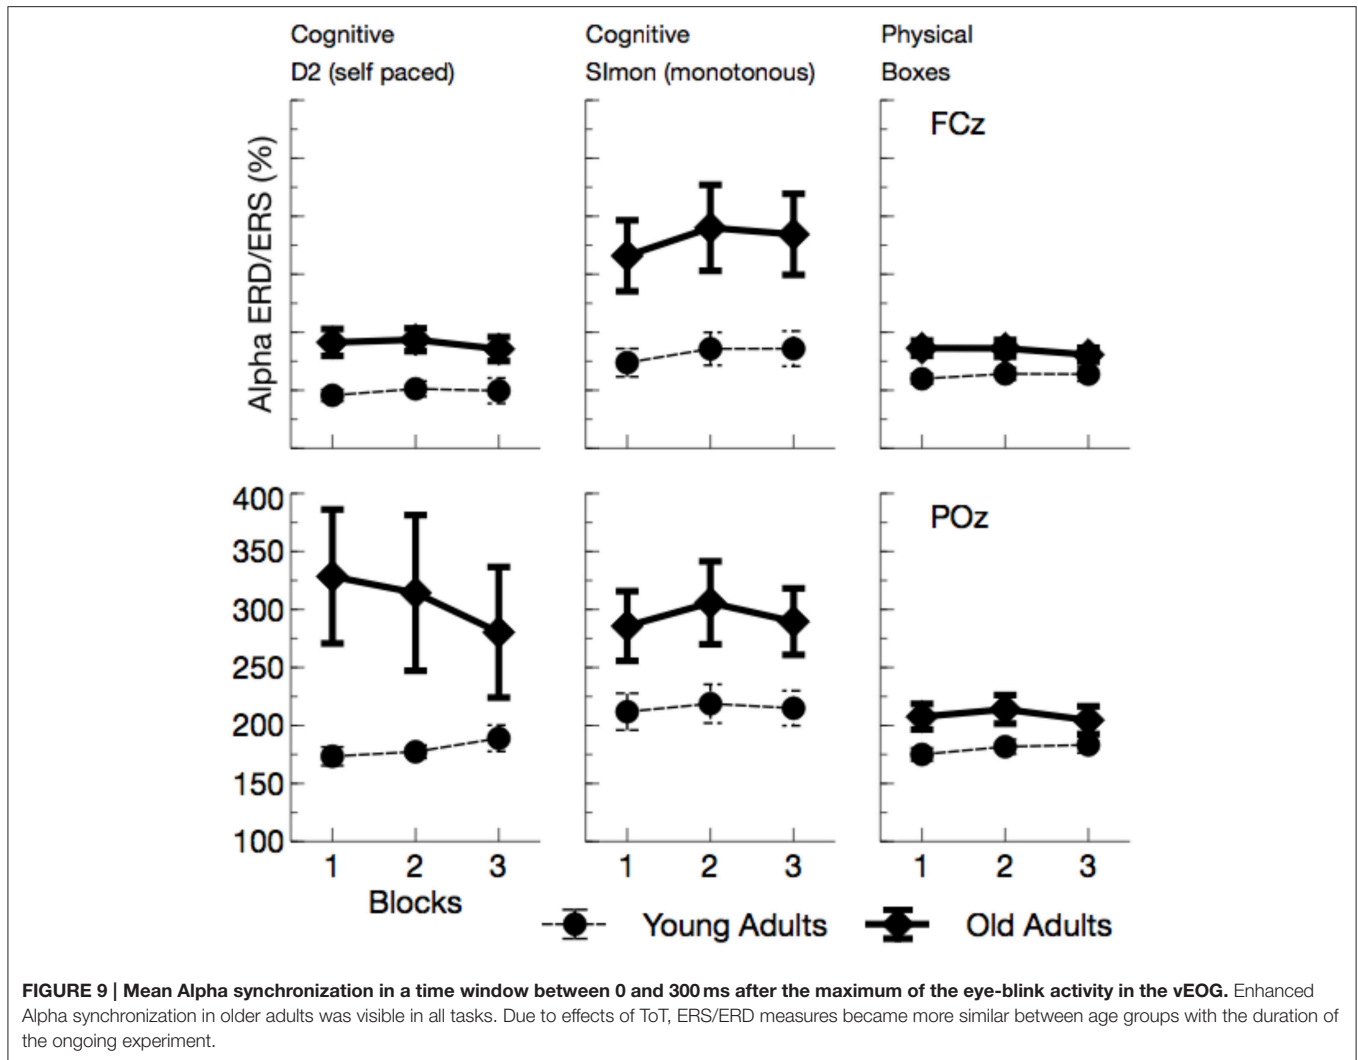 Cognitive
D2 (self paced)
Cognitive
SImon (monotonous)
Physical
Boxes
Alpha ERD/ERS (%)
FCz
POz
400
350
300
250
200
150
100
1 2 3
1 2 3
1 2 3
Blocks
Young Adults
Old Adults
FIGURE 9 | Mean Alpha synchronization in a time window between 0 and 300 ms after the maximum of the eye-blink activity in the vEOG. Enhanced
Alpha synchronization in older adults was visible in all tasks. Due to effects of ToT, ERS/ERD measures became more similar between age groups with the duration of
the ongoing experiment.